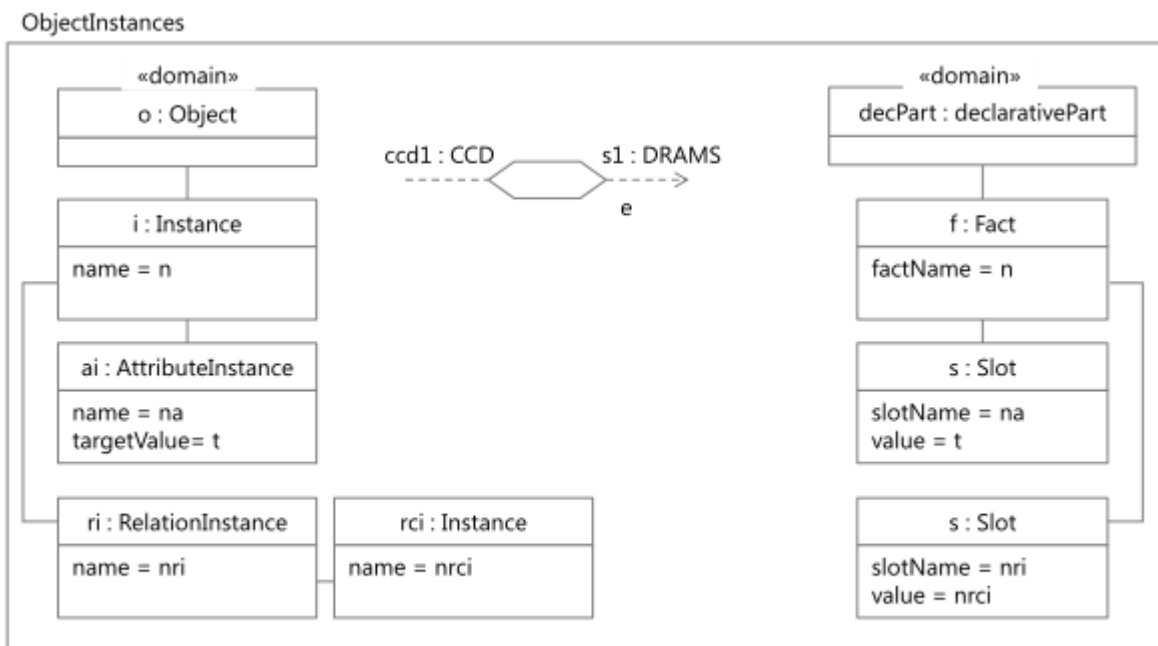 ObjectInstances
«domain»
o : Object
i : Instance
name = n
ai : AttributeInstance
name = na
targetValue= t
ri : RelationInstance
name = nri
rci : Instance
name = nrci
ccd1 : CCD
s1 : DRAMS
e
«domain»
decPart : declarativePart
f : Fact
factName = n
s : Slot
slotName = na
value = t
s : Slot
slotName = nri
value = nrci